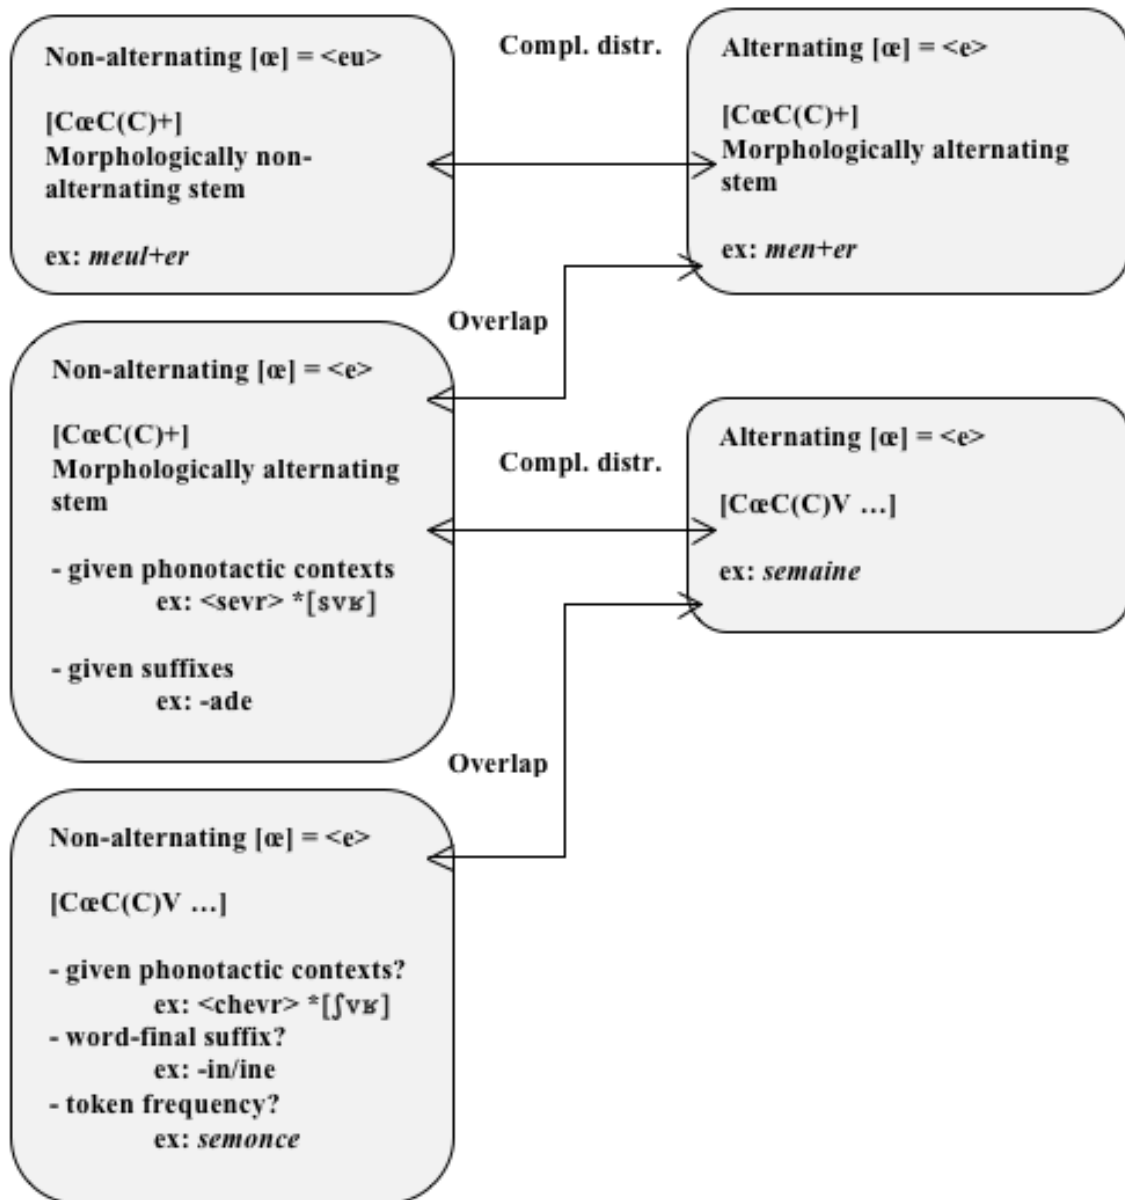 Non-alternating [œ] = <eu>
[CœC(C)+]
Morphologically non-
alternating stem
ex: meul+er
Compl. distr.
Alternating [œ] = <e>
[CœC(C)+]
Morphologically alternating
stem
ex: men+er
Overlap
Non-alternating [œ] = <e>
[CœC(C)+]
Morphologically alternating
stem
- given phonotactic contexts
ex: <sevr> *[svʁ]
- given suffixes
ex: -ade
Compl. distr.
Alternating [œ] = <e>
[CœC(C)V ...]
ex: semaine
Overlap
Non-alternating [œ] = <e>
[CœC(C)V ...]
- given phonotactic contexts?
ex: <chevr> *[ʃvʁ]
- word-final suffix?
ex: -in/ine
- token frequency?
ex: semonce